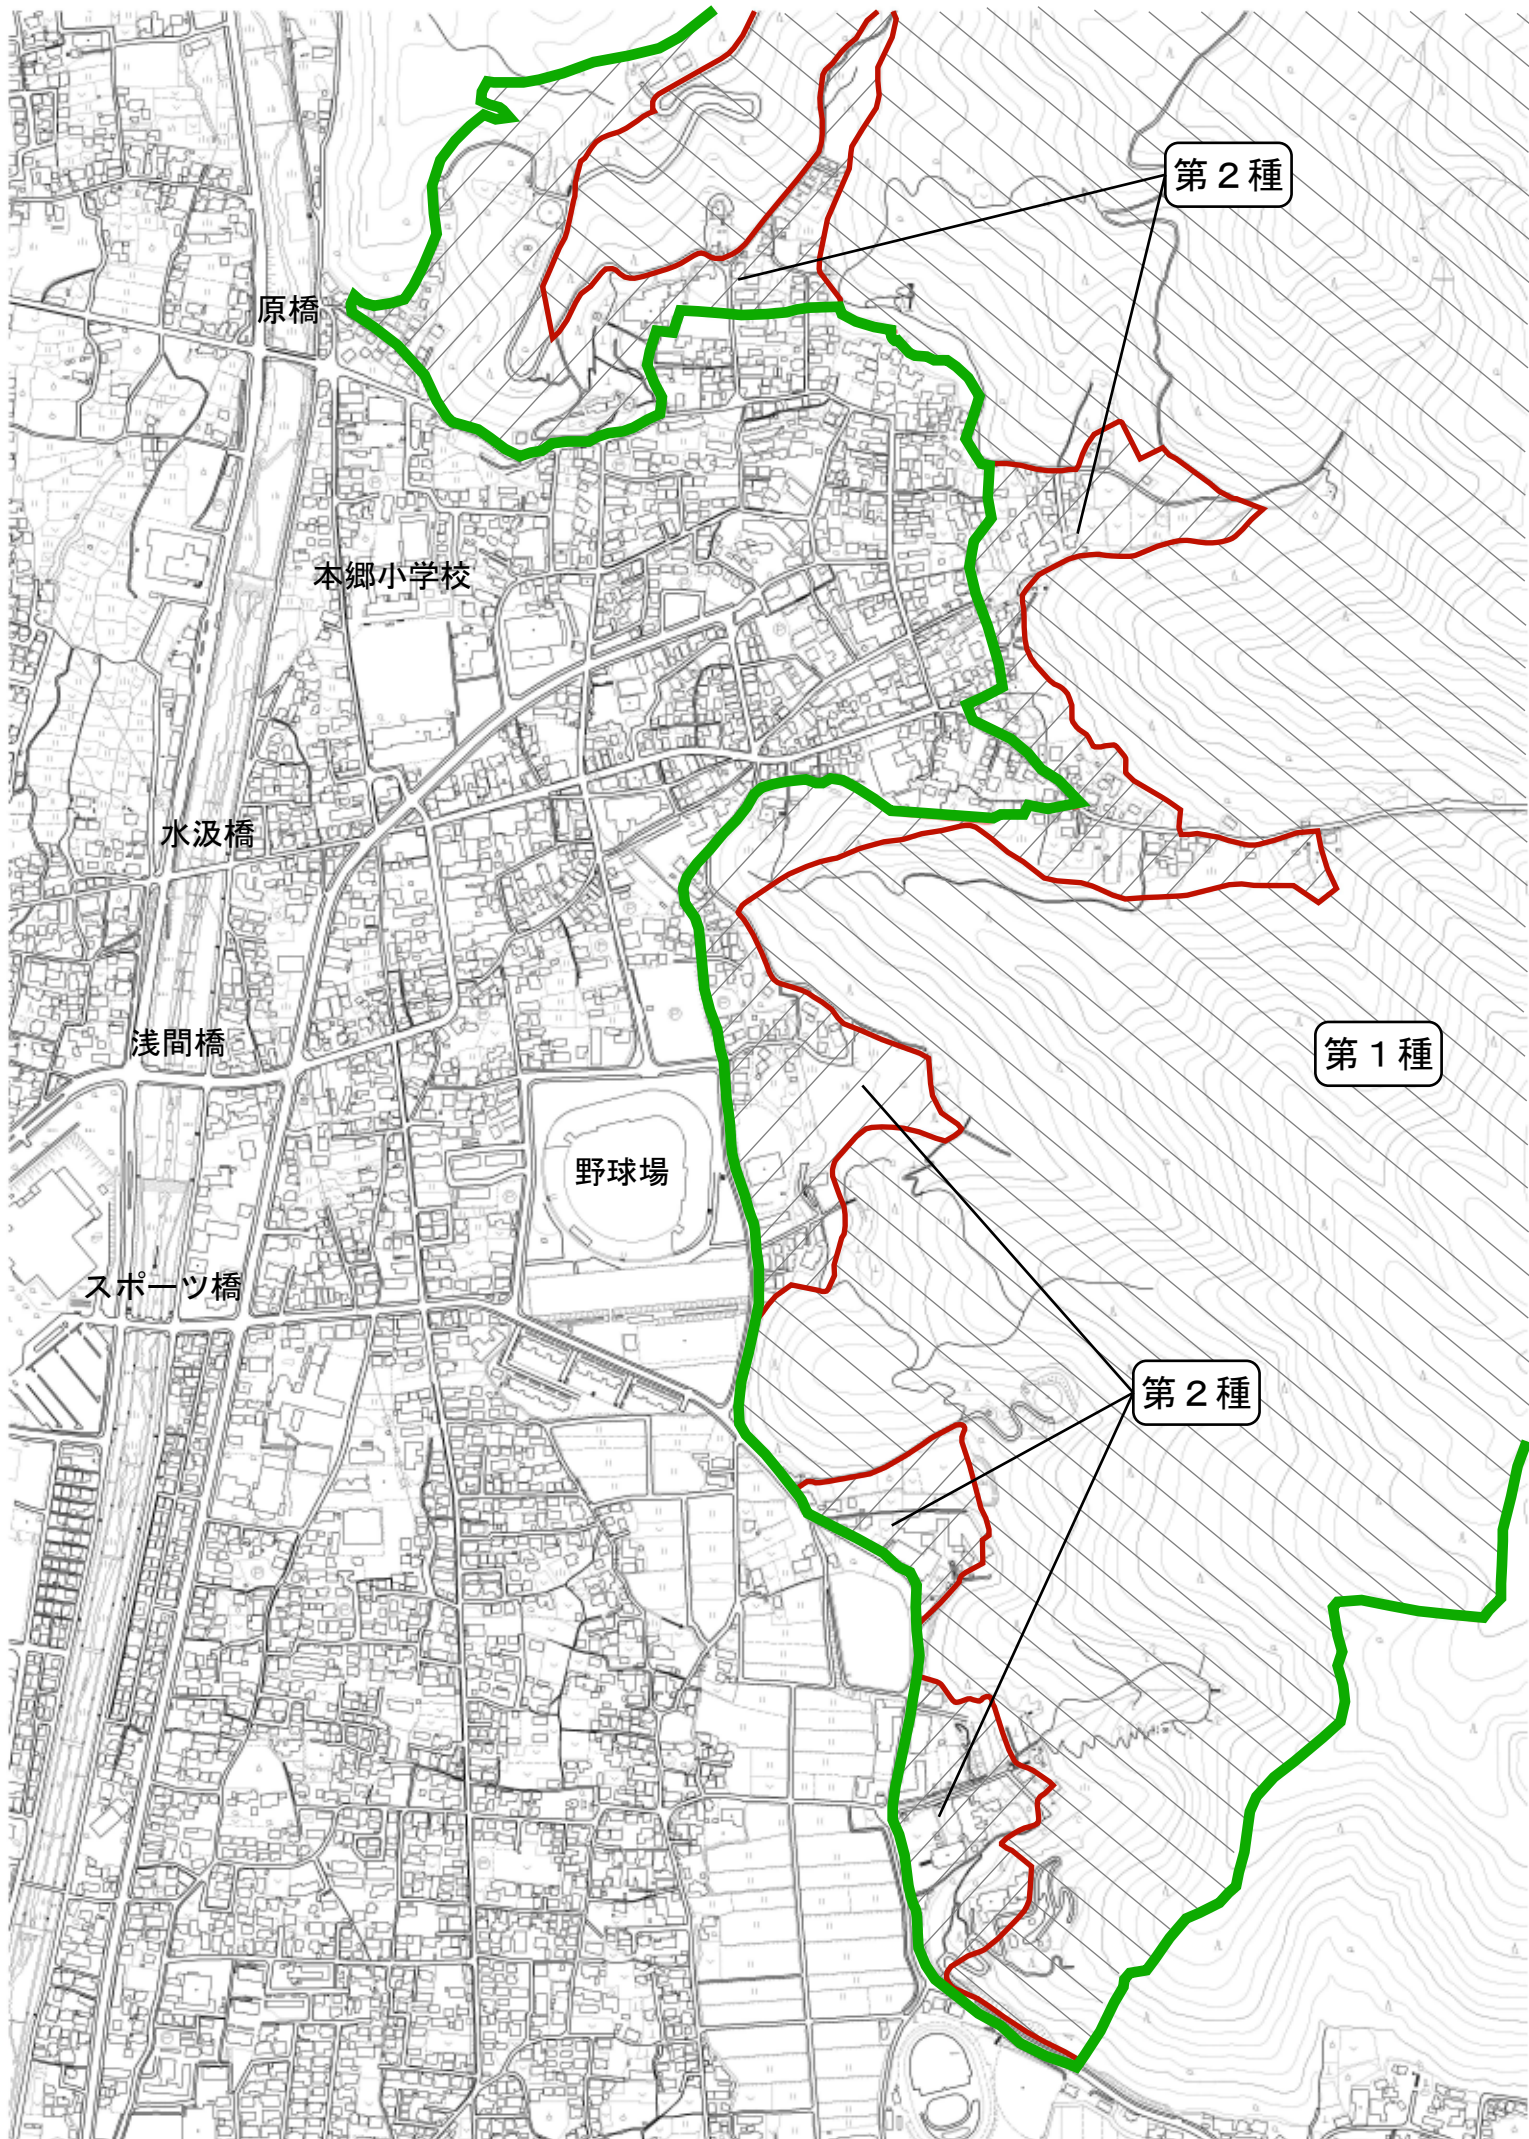 第２種
原橋
本郷小学校
水汲橋
浅間橋
第１種
野球場
スポーツ橋
第２種